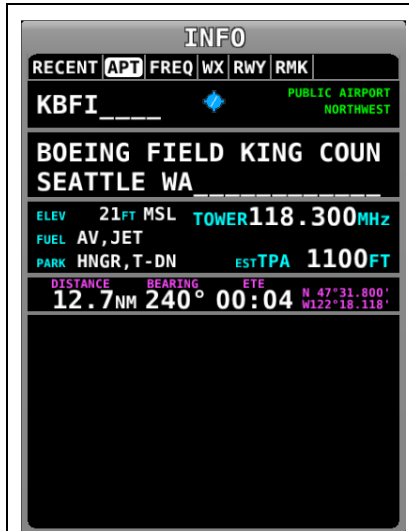 INFO
RECENT APT FREQ WX RWY RMK
KBFI____ PUBLIC AIRPORT
NORTHWEST
BOEING FIELD KING COUN
SEATTLE WA____________
ELEV 21FT MSL TOWER118.300MHz
FUEL AV,JET
PARK HNGR,T-DN ESTTPA 1100FT
DISTANCE BEARING ETE
12.7NM 240° 00:04 N 47°31.800'
W122°18.118'